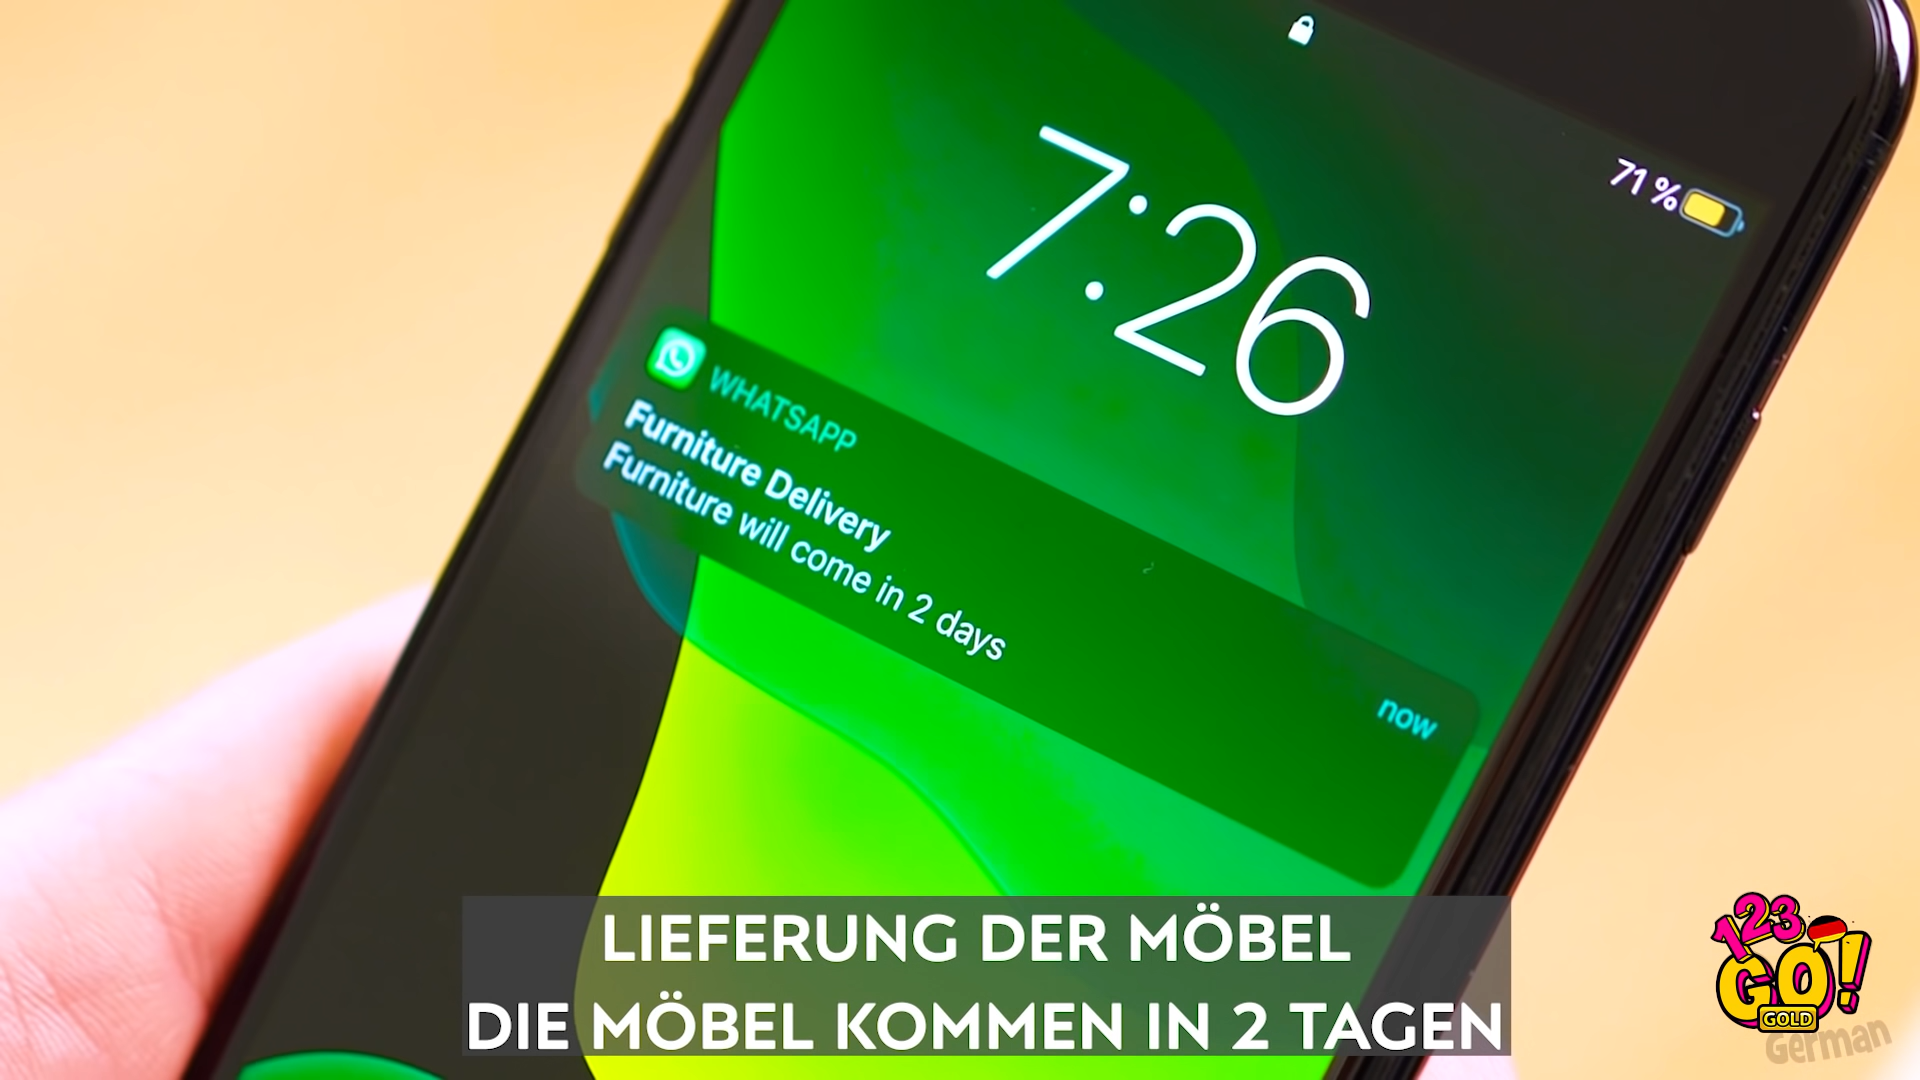 71%
7:26
WHATSAPP
now
Furniture Delivery
Furniture will come in 2 days
LIEFERUNG DER MÖBEL
DIE MÖBEL KOMMEN IN 2 TAGEN
123
GO!
GOLD
German